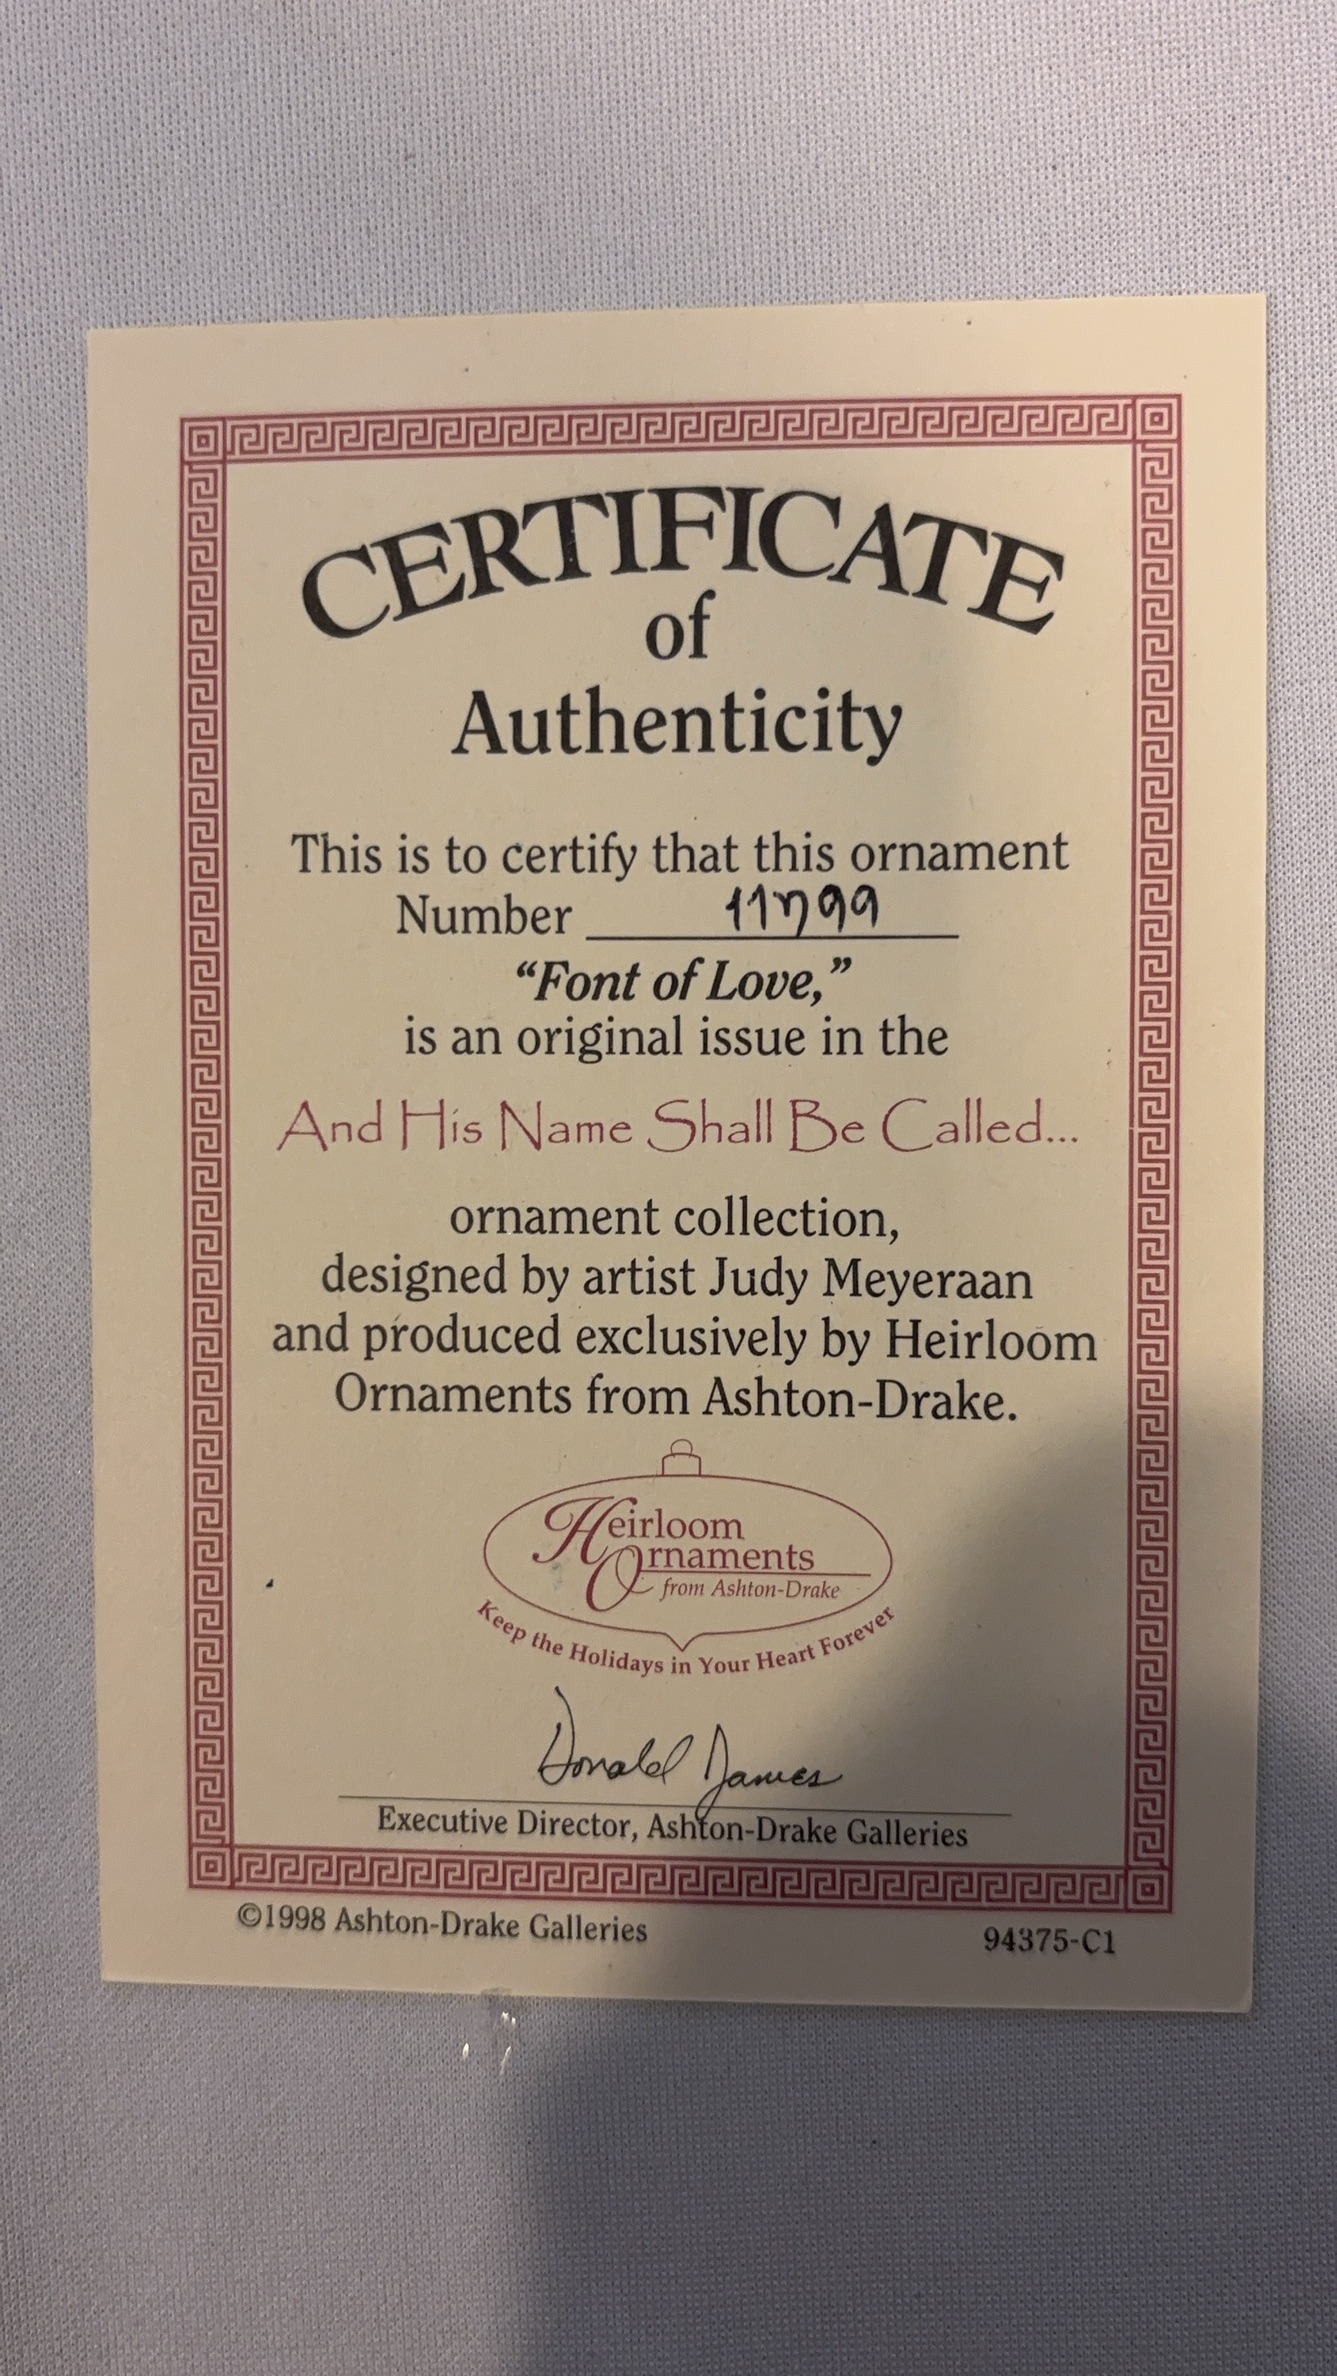 CERTIFICATE
of
Authenticity
This is to certify that this ornament
Number 11799
“Font of Love,”
is an original issue in the
And His Name Shall Be Called...
ornament collection,
designed by artist Judy Meyeraan
and produced exclusively by Heirloom
Ornaments from Ashton-Drake.
Heirloom
Ornaments
from Ashton-Drake
Keep the Holidays in Your Heart Forever
Donald James
Executive Director, Ashton-Drake Galleries
©1998 Ashton-Drake Galleries
94375-C1